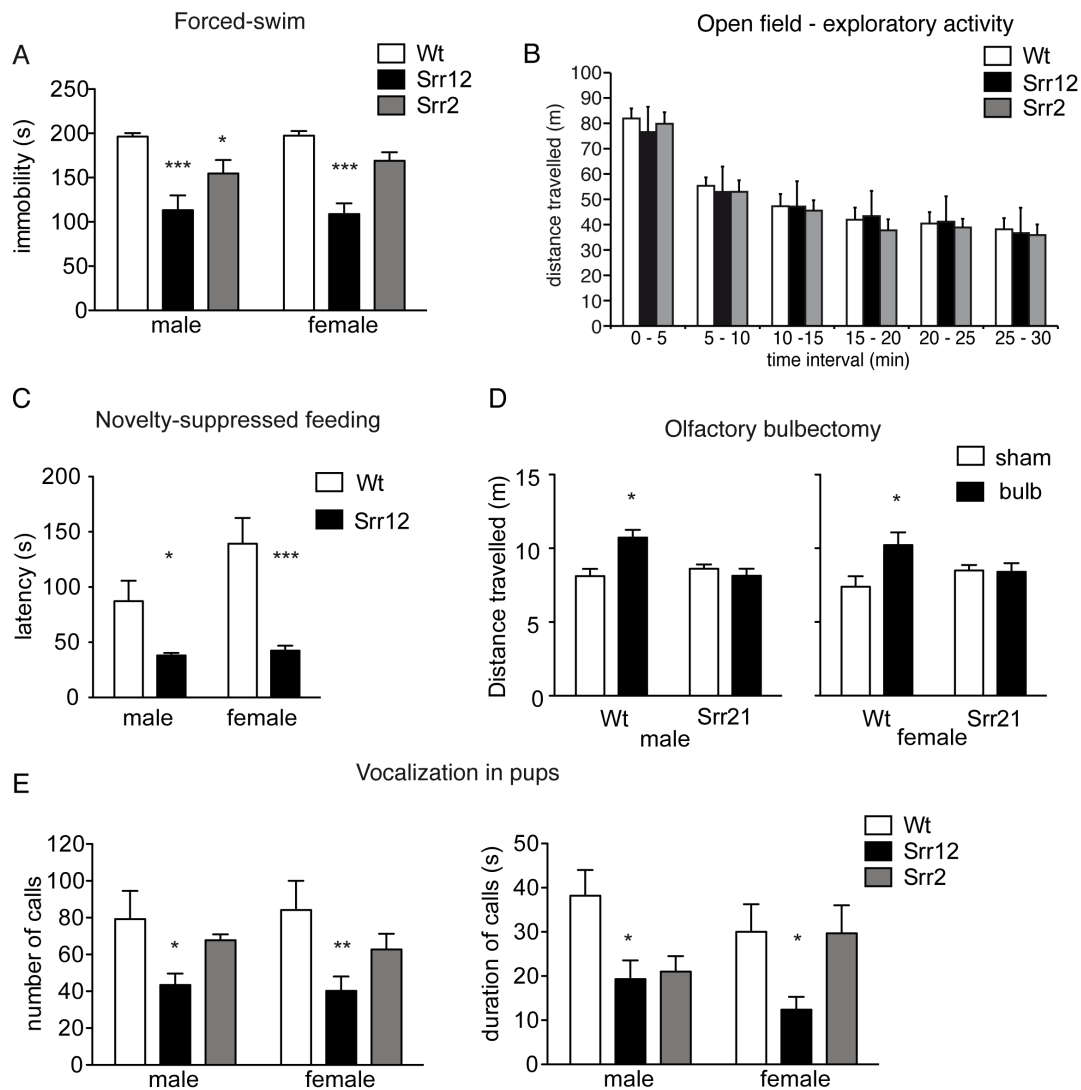 Forced-swim
A
Wt
Srr12
Srr2
250
200
150
100
50
0
immobility (s)
***
*
***
male
female
Open field - exploratory activity
B
Wt
Srr12
Srr2
100
90
80
70
60
50
40
30
20
10
0
distance travelled (m)
0 - 5
5 - 10
10 -15
15 - 20
20 - 25
25 - 30
time interval (min)
C
Novelty-suppressed feeding
Wt
Srr12
200
150
100
50
0
latency (s)
*
***
male
female
D
Olfactory bulbectomy
sham
bulb
15
10
5
0
Distance travelled (m)
*
*
Wt
Srr21
male
Wt
Srr21
female
Vocalization in pups
E
120
100
80
60
40
20
0
number of calls
*
**
male
female
Wt
Srr12
Srr2
50
40
30
20
10
0
duration of calls (s)
*
*
male
female